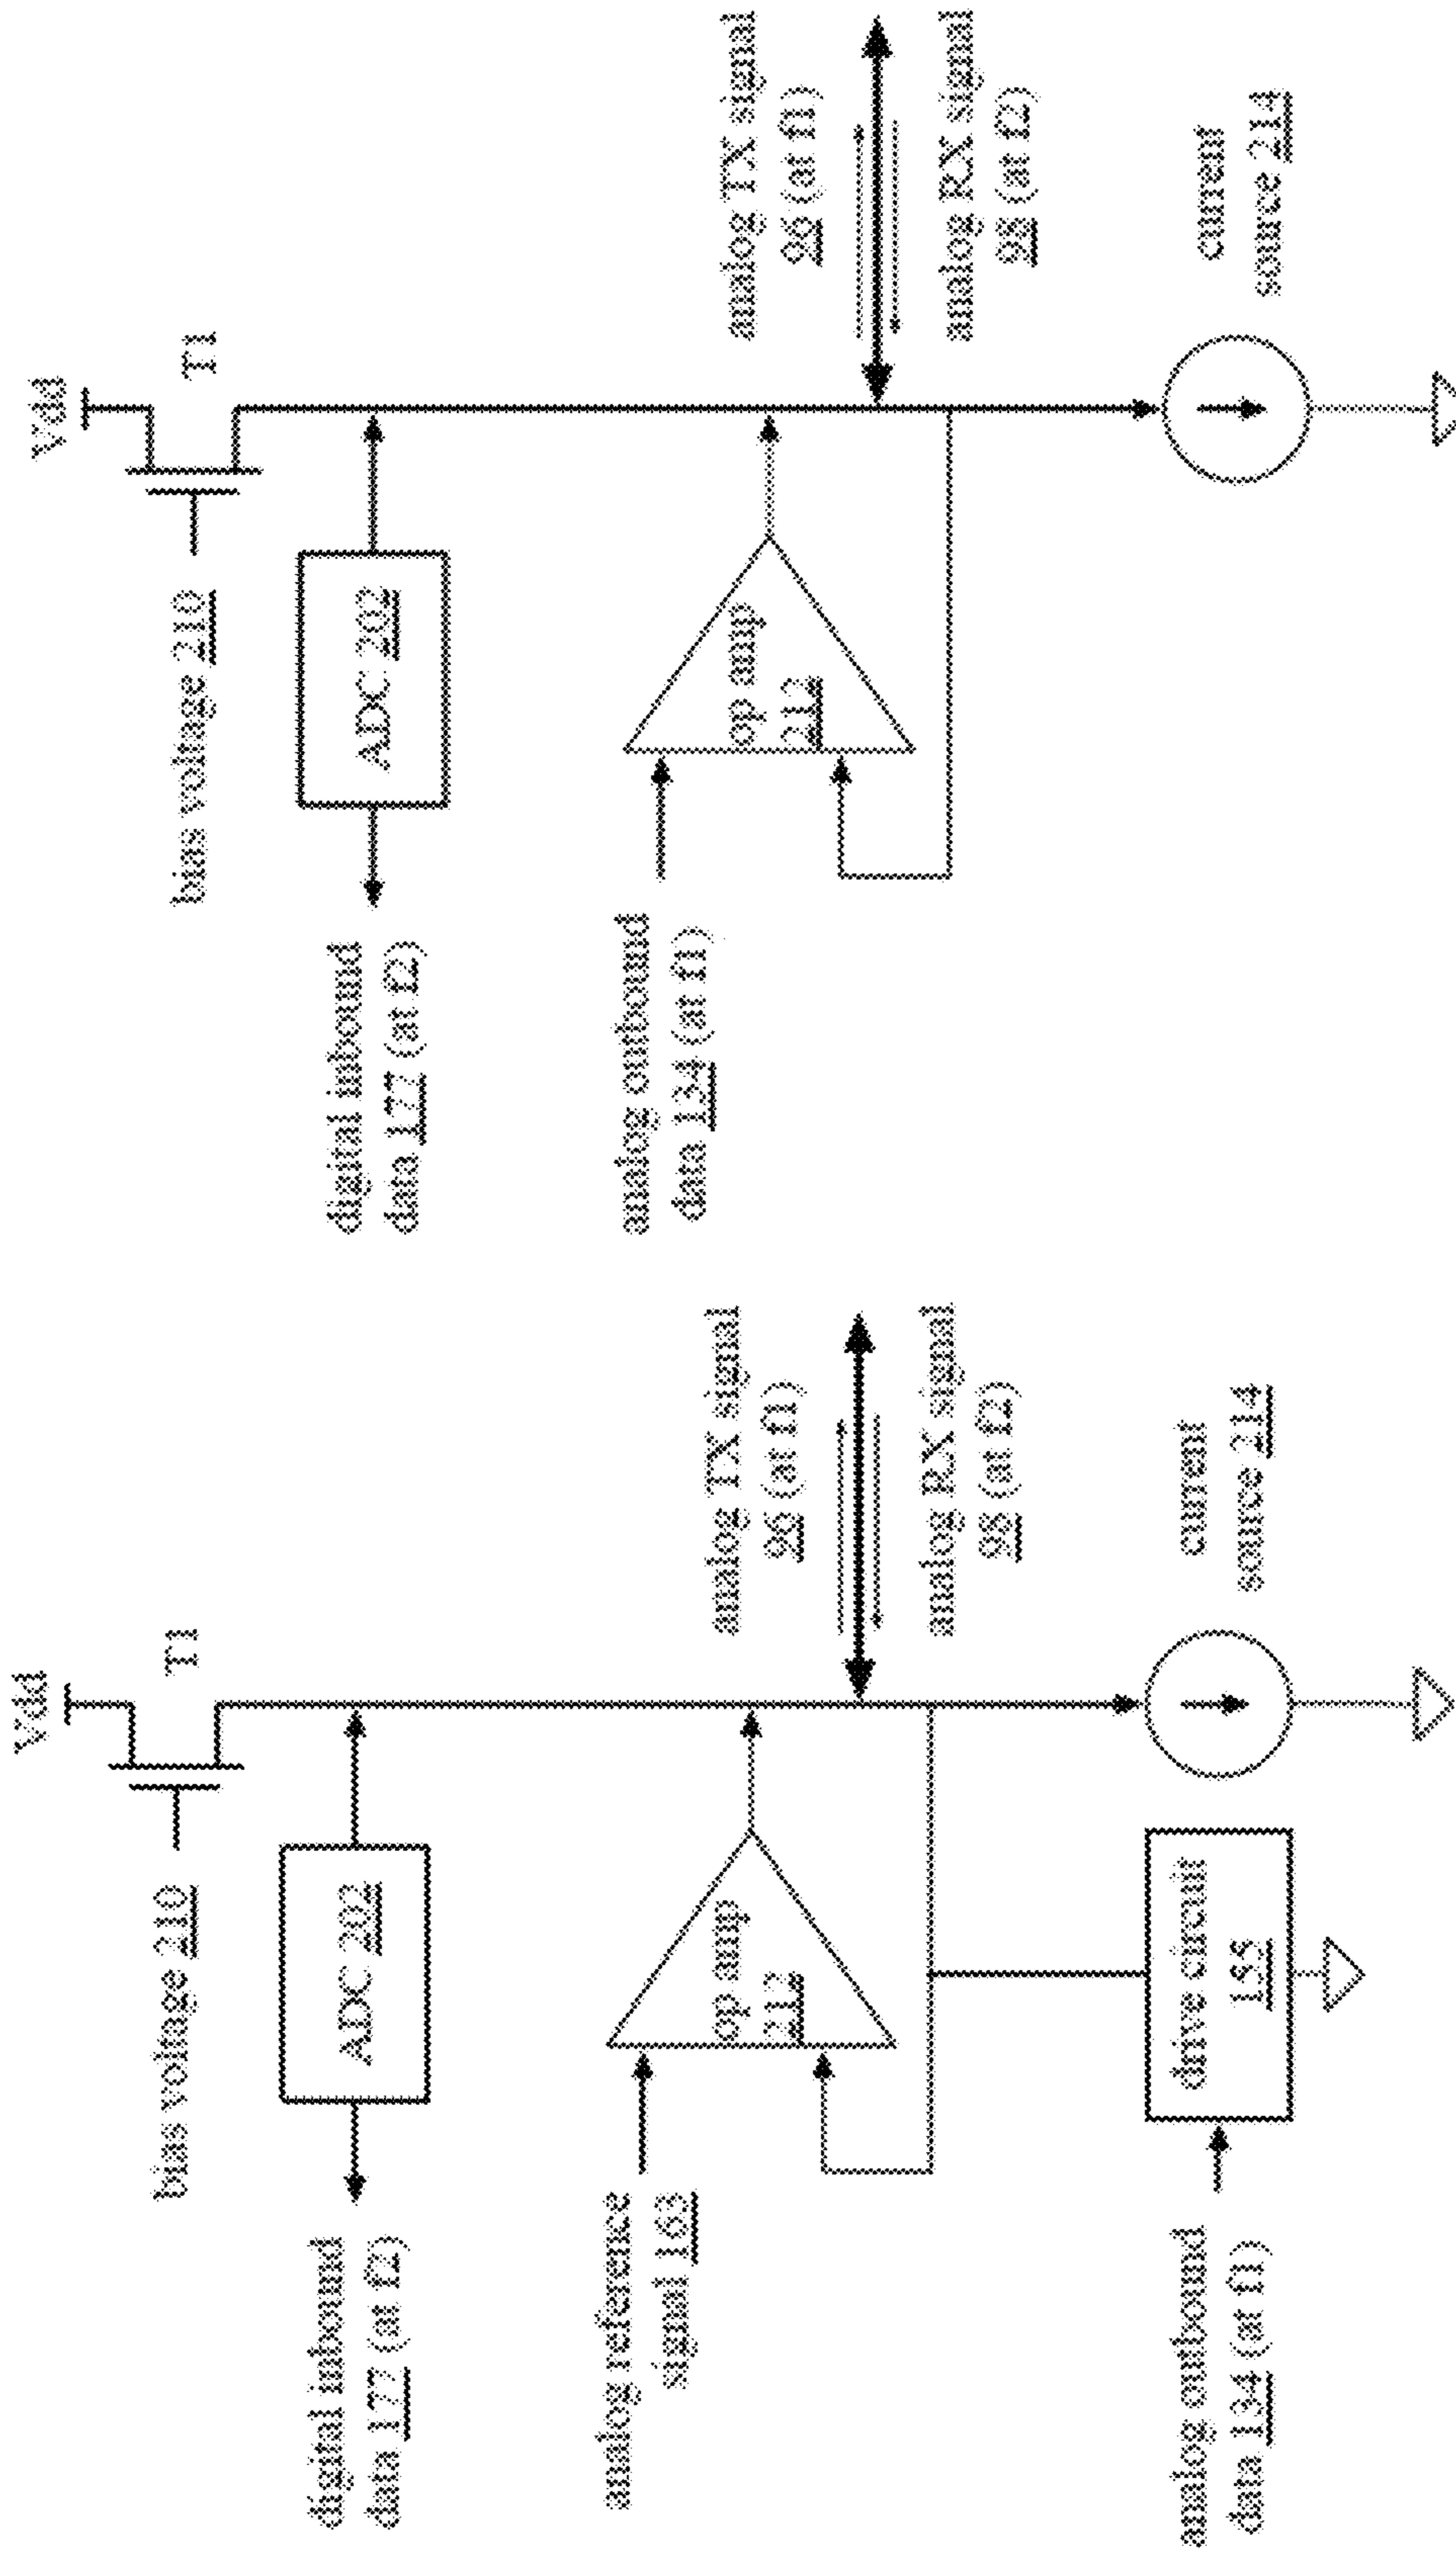 Vdd
T1
bias voltage 210
ADC 202
digital inbound
data 177 (at f2)
analog reference
signal 163
op amp
212
analog TX signal
96 (at f1)
analog RX signal
98 (at f2)
current
source 214
drive circuit
155
analog outbound
data 134 (at f1)
Vdd
T1
bias voltage 210
ADC 202
digital inbound
data 177 (at f2)
analog outbound
data 134 (at f1)
op amp
212
analog TX signal
96 (at f1)
analog RX signal
98 (at f2)
current
source 214